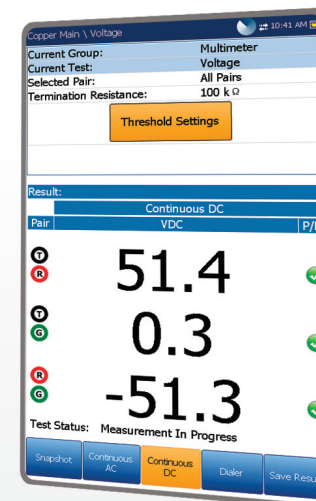 Copper Main \ Voltage 10:41 AM
Current Group: Multimeter
Current Test: Voltage
Selected Pair: All Pairs
Termination Resistance: 100 k Ω
Threshold Settings
Result:
Continuous DC
Pair VDC
T R 51.4
T G 0.3
R G -51.3
Test Status: Measurement In Progress
Snapshot Continuous AC Continuous DC Dialer Save